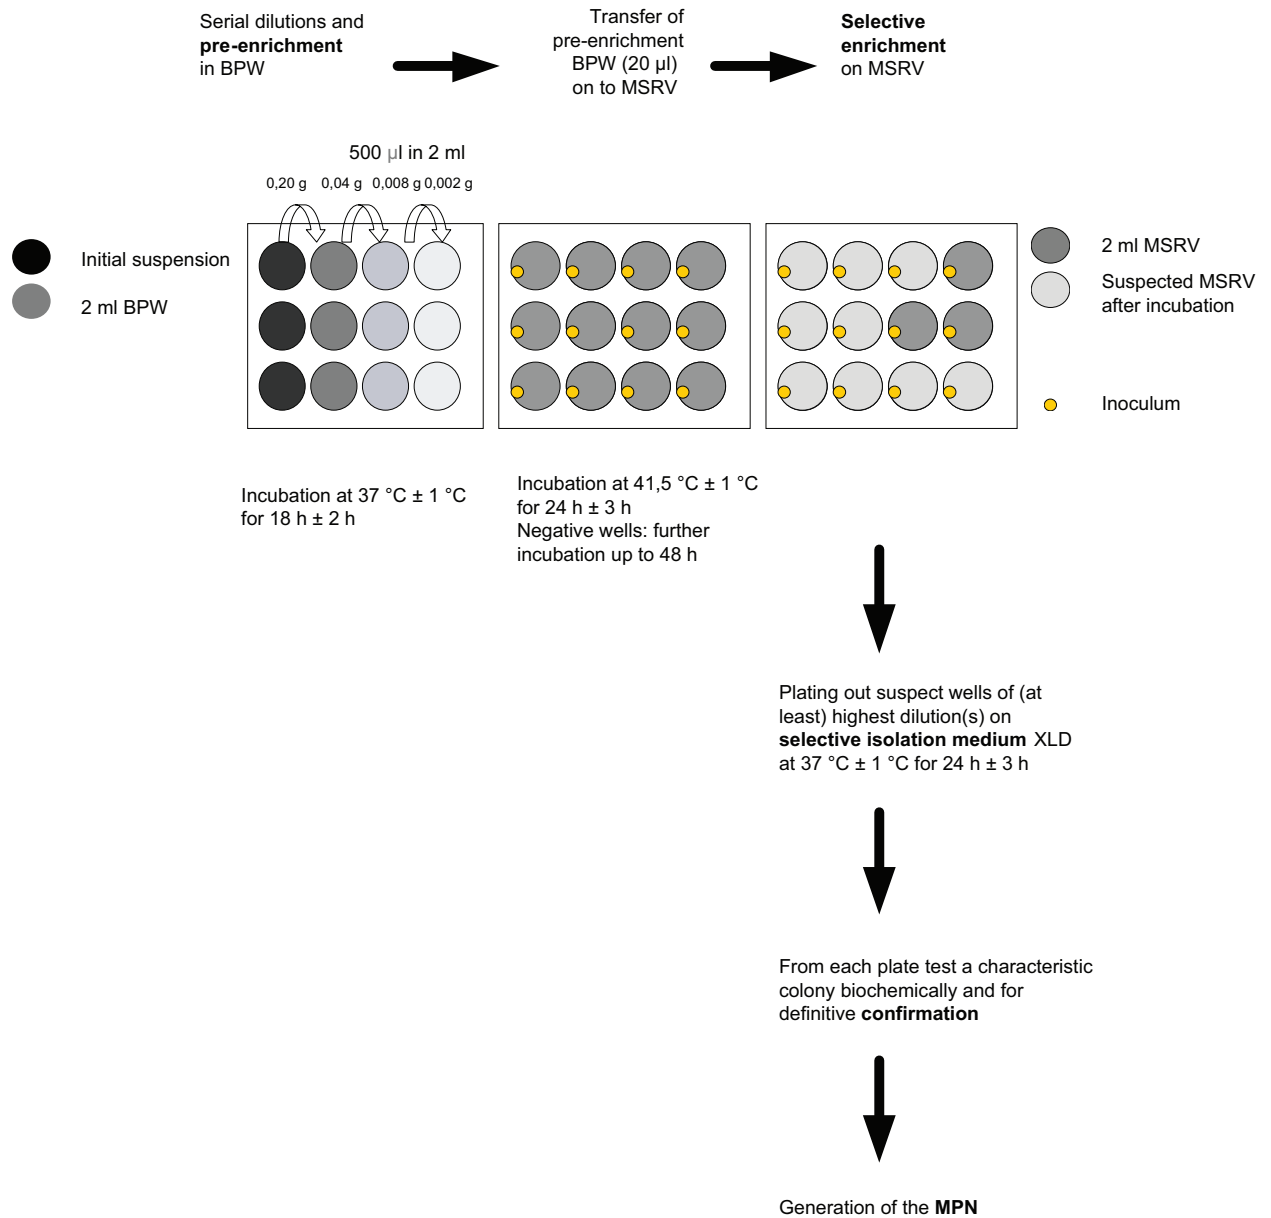 Serial dilutions and
pre-enrichment
in BPW
Transfer of
pre-enrichment
BPW (20 µl)
on to MSRV
Selective
enrichment
on MSRV
500 µl in 2 ml
0,20 g 0,04 g 0,008 g 0,002 g
Initial suspension
2 ml BPW
2 ml MSRV
Suspected MSRV
after incubation
Inoculum
Incubation at 37 °C ± 1 °C
for 18 h ± 2 h
Incubation at 41,5 °C ± 1 °C
for 24 h ± 3 h
Negative wells: further
incubation up to 48 h
Plating out suspect wells of (at
least) highest dilution(s) on
selective isolation medium XLD
at 37 °C ± 1 °C for 24 h ± 3 h
From each plate test a characteristic
colony biochemically and for
definitive confirmation
Generation of the MPN